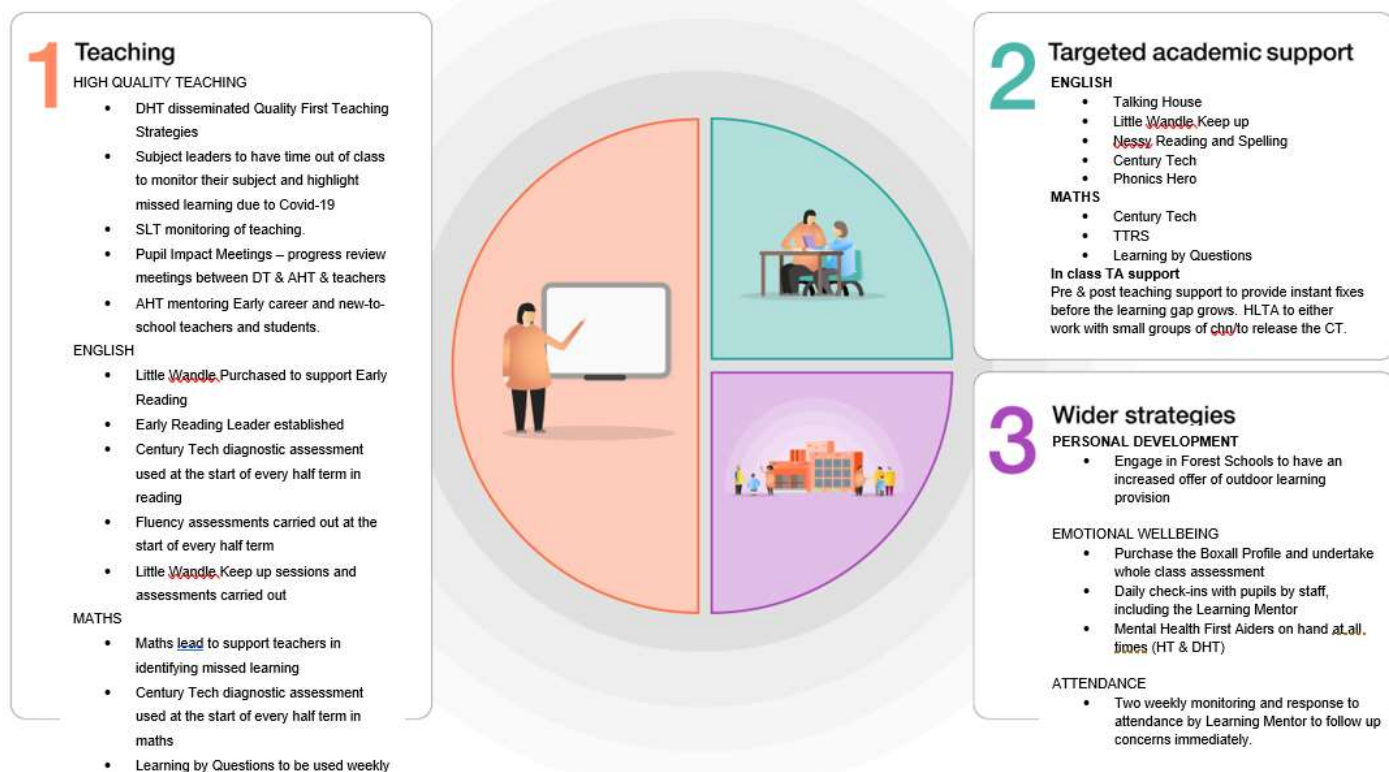 1 Teaching
HIGH QUALITY TEACHING
• DHT disseminated Quality First Teaching
Strategies
• Subject leaders to have time out of class
to monitor their subject and highlight
missed learning due to Covid-19
• SLT monitoring of teaching.
• Pupil Impact Meetings – progress review
meetings between DT & AHT & teachers
• AHT mentoring Early career and new-to-
school teachers and students.
ENGLISH
• Little Wandle Purchased to support Early
Reading
• Early Reading Leader established
• Century Tech diagnostic assessment
used at the start of every half term in
reading
• Fluency assessments carried out at the
start of every half term
• Little Wandle Keep up sessions and
assessments carried out
MATHS
• Maths lead to support teachers in
identifying missed learning
• Century Tech diagnostic assessment
used at the start of every half term in
maths
• Learning by Questions to be used weekly
2 Targeted academic support
ENGLISH
• Talking House
• Little Wandle Keep up
• Nessy Reading and Spelling
• Century Tech
• Phonics Hero
MATHS
• Century Tech
• TTRS
• Learning by Questions
In class TA support
Pre & post teaching support to provide instant fixes
before the learning gap grows. HLTA to either
work with small groups of chn/to release the CT.
3 Wider strategies
PERSONAL DEVELOPMENT
• Engage in Forest Schools to have an
increased offer of outdoor learning
provision
EMOTIONAL WELLBEING
• Purchase the Boxall Profile and undertake
whole class assessment
• Daily check-ins with pupils by staff,
including the Learning Mentor
• Mental Health First Aiders on hand at all
times (HT & DHT)
ATTENDANCE
• Two weekly monitoring and response to
attendance by Learning Mentor to follow up
concerns immediately.